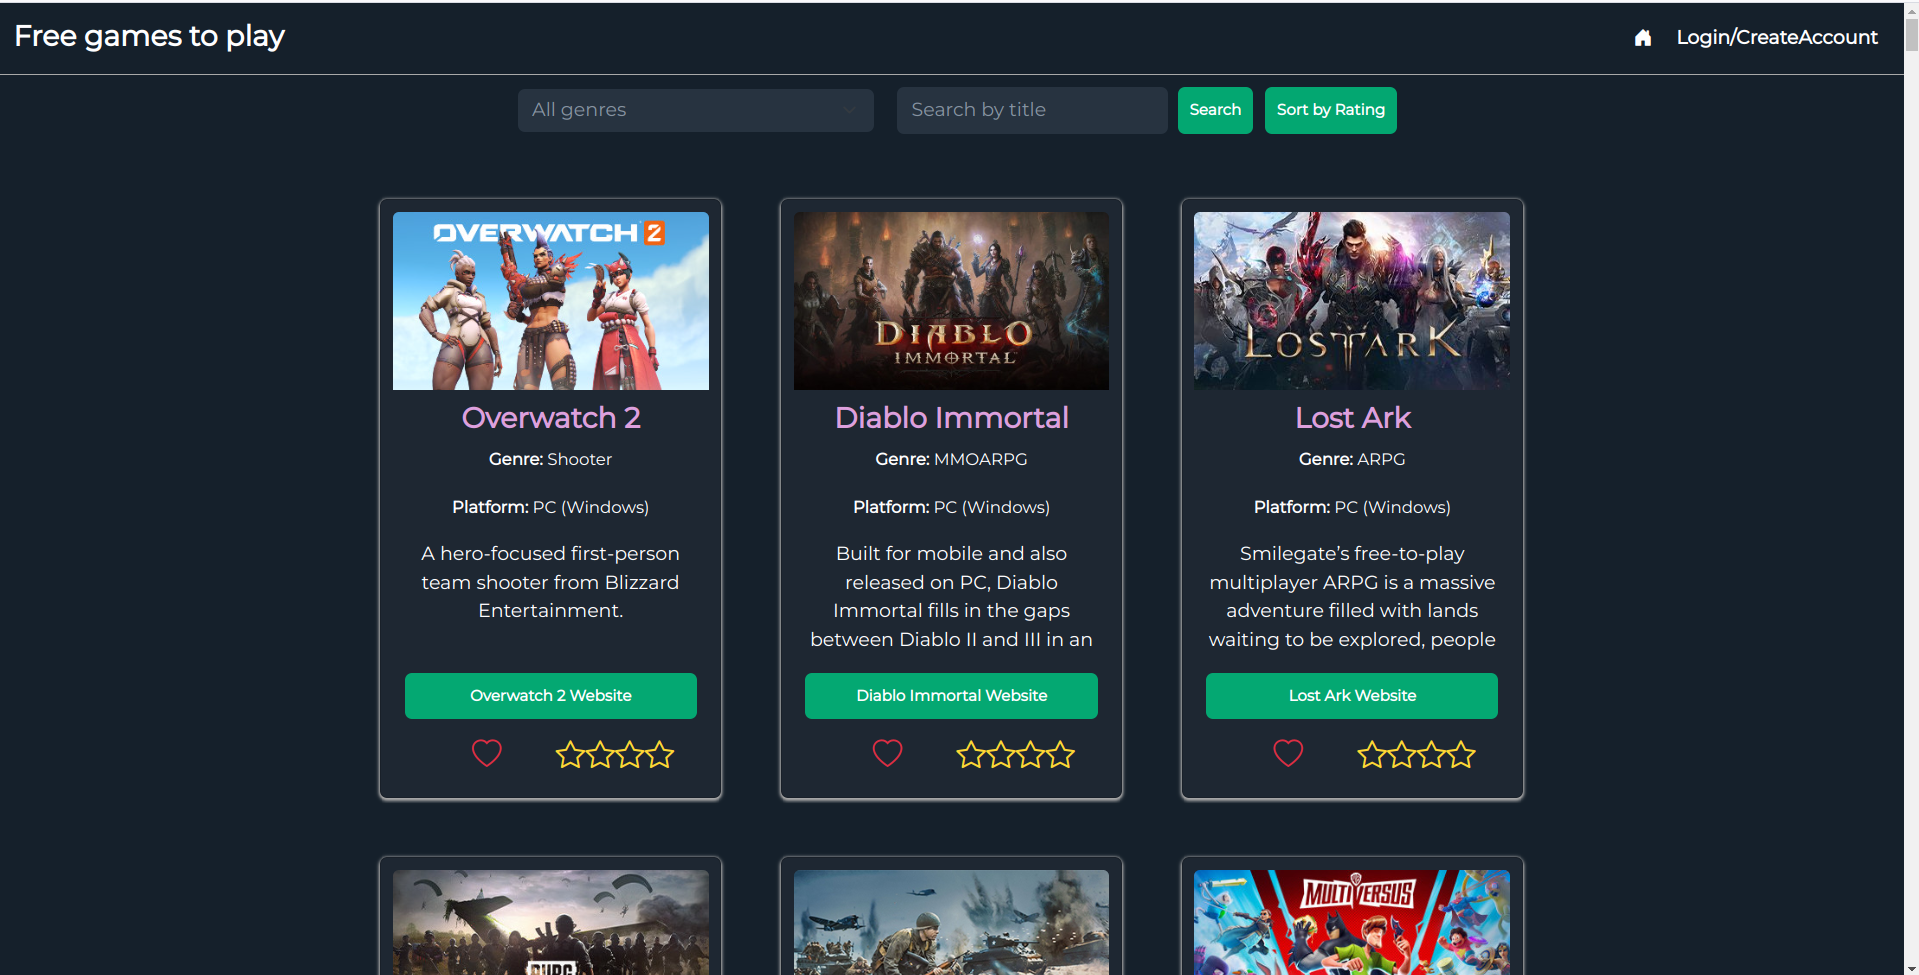 Free games to play
Login/CreateAccount
All genres
Search by title
Search
Sort by Rating
OVERWATCH 2
DIABLO
IMMORTAL
LOST ARK
Overwatch 2
Diablo Immortal
Lost Ark
Genre: Shooter
Genre: MMOARPG
Genre: ARPG
Platform: PC (Windows)
Platform: PC (Windows)
Platform: PC (Windows)
A hero-focused first-person
team shooter from Blizzard
Entertainment.
Built for mobile and also
released on PC, Diablo
Immortal fills in the gaps
between Diablo II and III in an
Smilegate’s free-to-play
multiplayer ARPG is a massive
adventure filled with lands
waiting to be explored, people
Overwatch 2 Website
Diablo Immortal Website
Lost Ark Website
PUBG
MULTIVERSUS